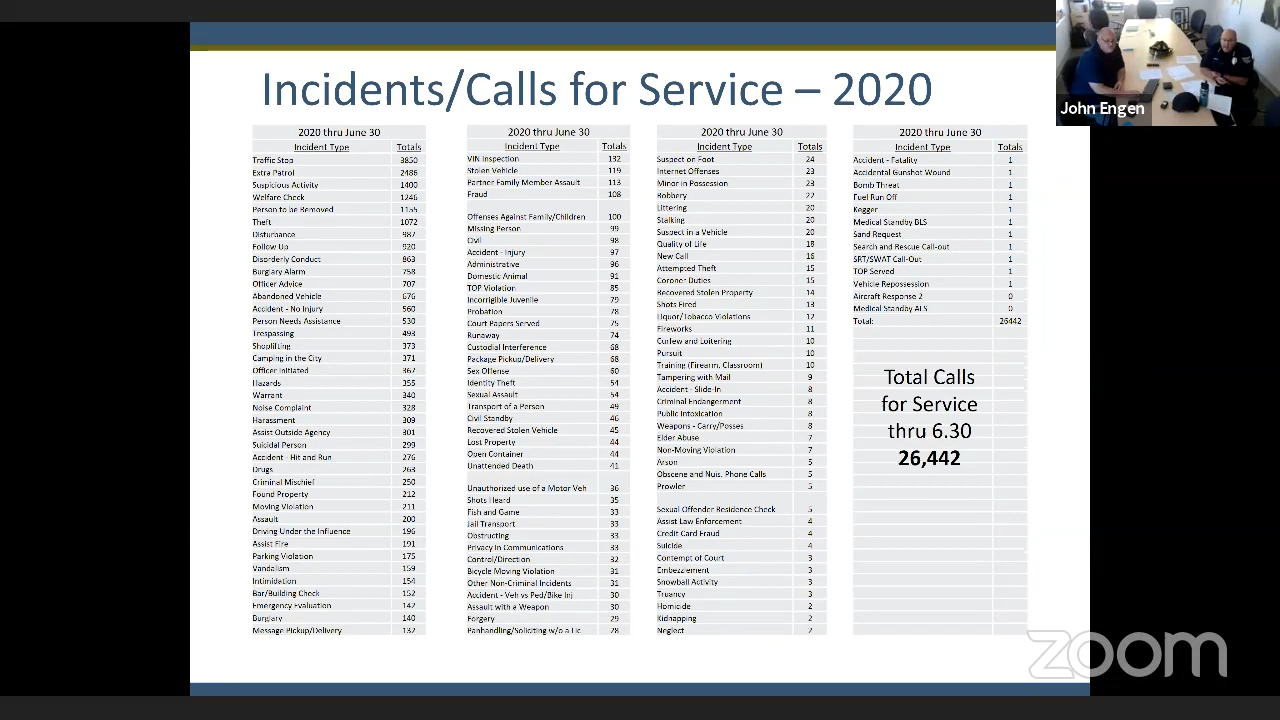 Incidents/Calls for Service – 2020
John Engen
2020 thru June 30
Incident Type Totals
Traffic Stop 3850
Extra Patrol 2486
Suspicious Activity 1400
Welfare Check 1246
Person to be Removed 1155
Theft 1072
Disturbance 987
Follow Up 920
Disorderly Conduct 863
Burglary Alarm 758
Officer Advice 707
Abandoned Vehicle 676
Accident - No Injury 560
Person Needs Assistance 530
Trespassing 493
Shoplifting 373
Camping in the City 371
Officer Initiated 367
Hazards 355
Warrant 340
Noise Complaint 328
Harassment 309
Assist Outside Agency 301
Suicidal Person 299
Accident - Hit and Run 276
Drugs 263
Criminal Mischief 250
Found Property 212
Moving Violation 211
Assault 200
Driving Under the Influence 196
Assist Fire 191
Parking Violation 175
Vandalism 159
Intimidation 154
Bar/Building Check 152
Emergency Evaluation 142
Burglary 140
Message Pickup/Delivery 132
2020 thru June 30
Incident Type Totals
VIN Inspection 132
Stolen Vehicle 119
Partner Family Member Assault 113
Fraud 108
Offenses Against Family/Children 100
Missing Person 99
Civil 98
Accident - Injury 97
Administrative 96
Domestic Animal 91
TOP Violation 85
Incorrigible Juvenile 79
Probation 78
Court Papers Served 75
Runaway 74
Custodial Interference 68
Package Pickup/Delivery 68
Sex Offense 60
Identity Theft 54
Sexual Assault 54
Transport of a Person 49
Civil Standby 46
Recovered Stolen Vehicle 45
Lost Property 44
Open Container 44
Unattended Death 41
Unauthorized use of a Motor Veh 36
Shots Heard 35
Fish and Game 33
Jail Transport 33
Obstructing 33
Privacy in Communications 33
Control/Direction 32
Bicycle Moving Violation 31
Other Non-Criminal Incidents 31
Accident - Veh vs Ped/Bike Inj 30
Assault with a Weapon 30
Forgery 29
Panhandling/Soliciting w/o a Lic 28
2020 thru June 30
Incident Type Totals
Suspect on Foot 24
Internet Offenses 23
Minor in Possession 23
Robbery 22
Littering 20
Stalking 20
Suspect in a Vehicle 20
Quality of Life 18
New Call 16
Attempted Theft 15
Coroner Duties 15
Recovered Stolen Property 14
Shots Fired 13
Liquor/Tobacco Violations 12
Fireworks 11
Curfew and Loitering 10
Pursuit 10
Training (Firearm, Classroom) 10
Tampering with Mail 9
Accident - Slide-In 8
Criminal Endangerment 8
Public Intoxication 8
Weapons - Carry/Posses 8
Elder Abuse 7
Non-Moving Violation 7
Arson 5
Obscene and Nuis. Phone Calls 5
Prowler 5
Sexual Offender Residence Check 5
Assist Law Enforcement 4
Credit Card Fraud 4
Suicide 4
Contempt of Court 3
Embezzlement 3
Snowball Activity 3
Truancy 3
Homicide 2
Kidnapping 2
Neglect 2
2020 thru June 30
Incident Type Totals
Accident - Fatality 1
Accidental Gunshot Wound 1
Bomb Threat 1
Fuel Run Off 1
Kegger 1
Medical Standby BLS 1
Sand Request 1
Search and Rescue Call-out 1
SRT/SWAT Call-Out 1
TOP Served 1
Vehicle Repossession 1
Aircraft Response 2 0
Medical Standby ALS 0
Total: 26442
Total Calls
for Service
thru 6.30
26,442
zoom